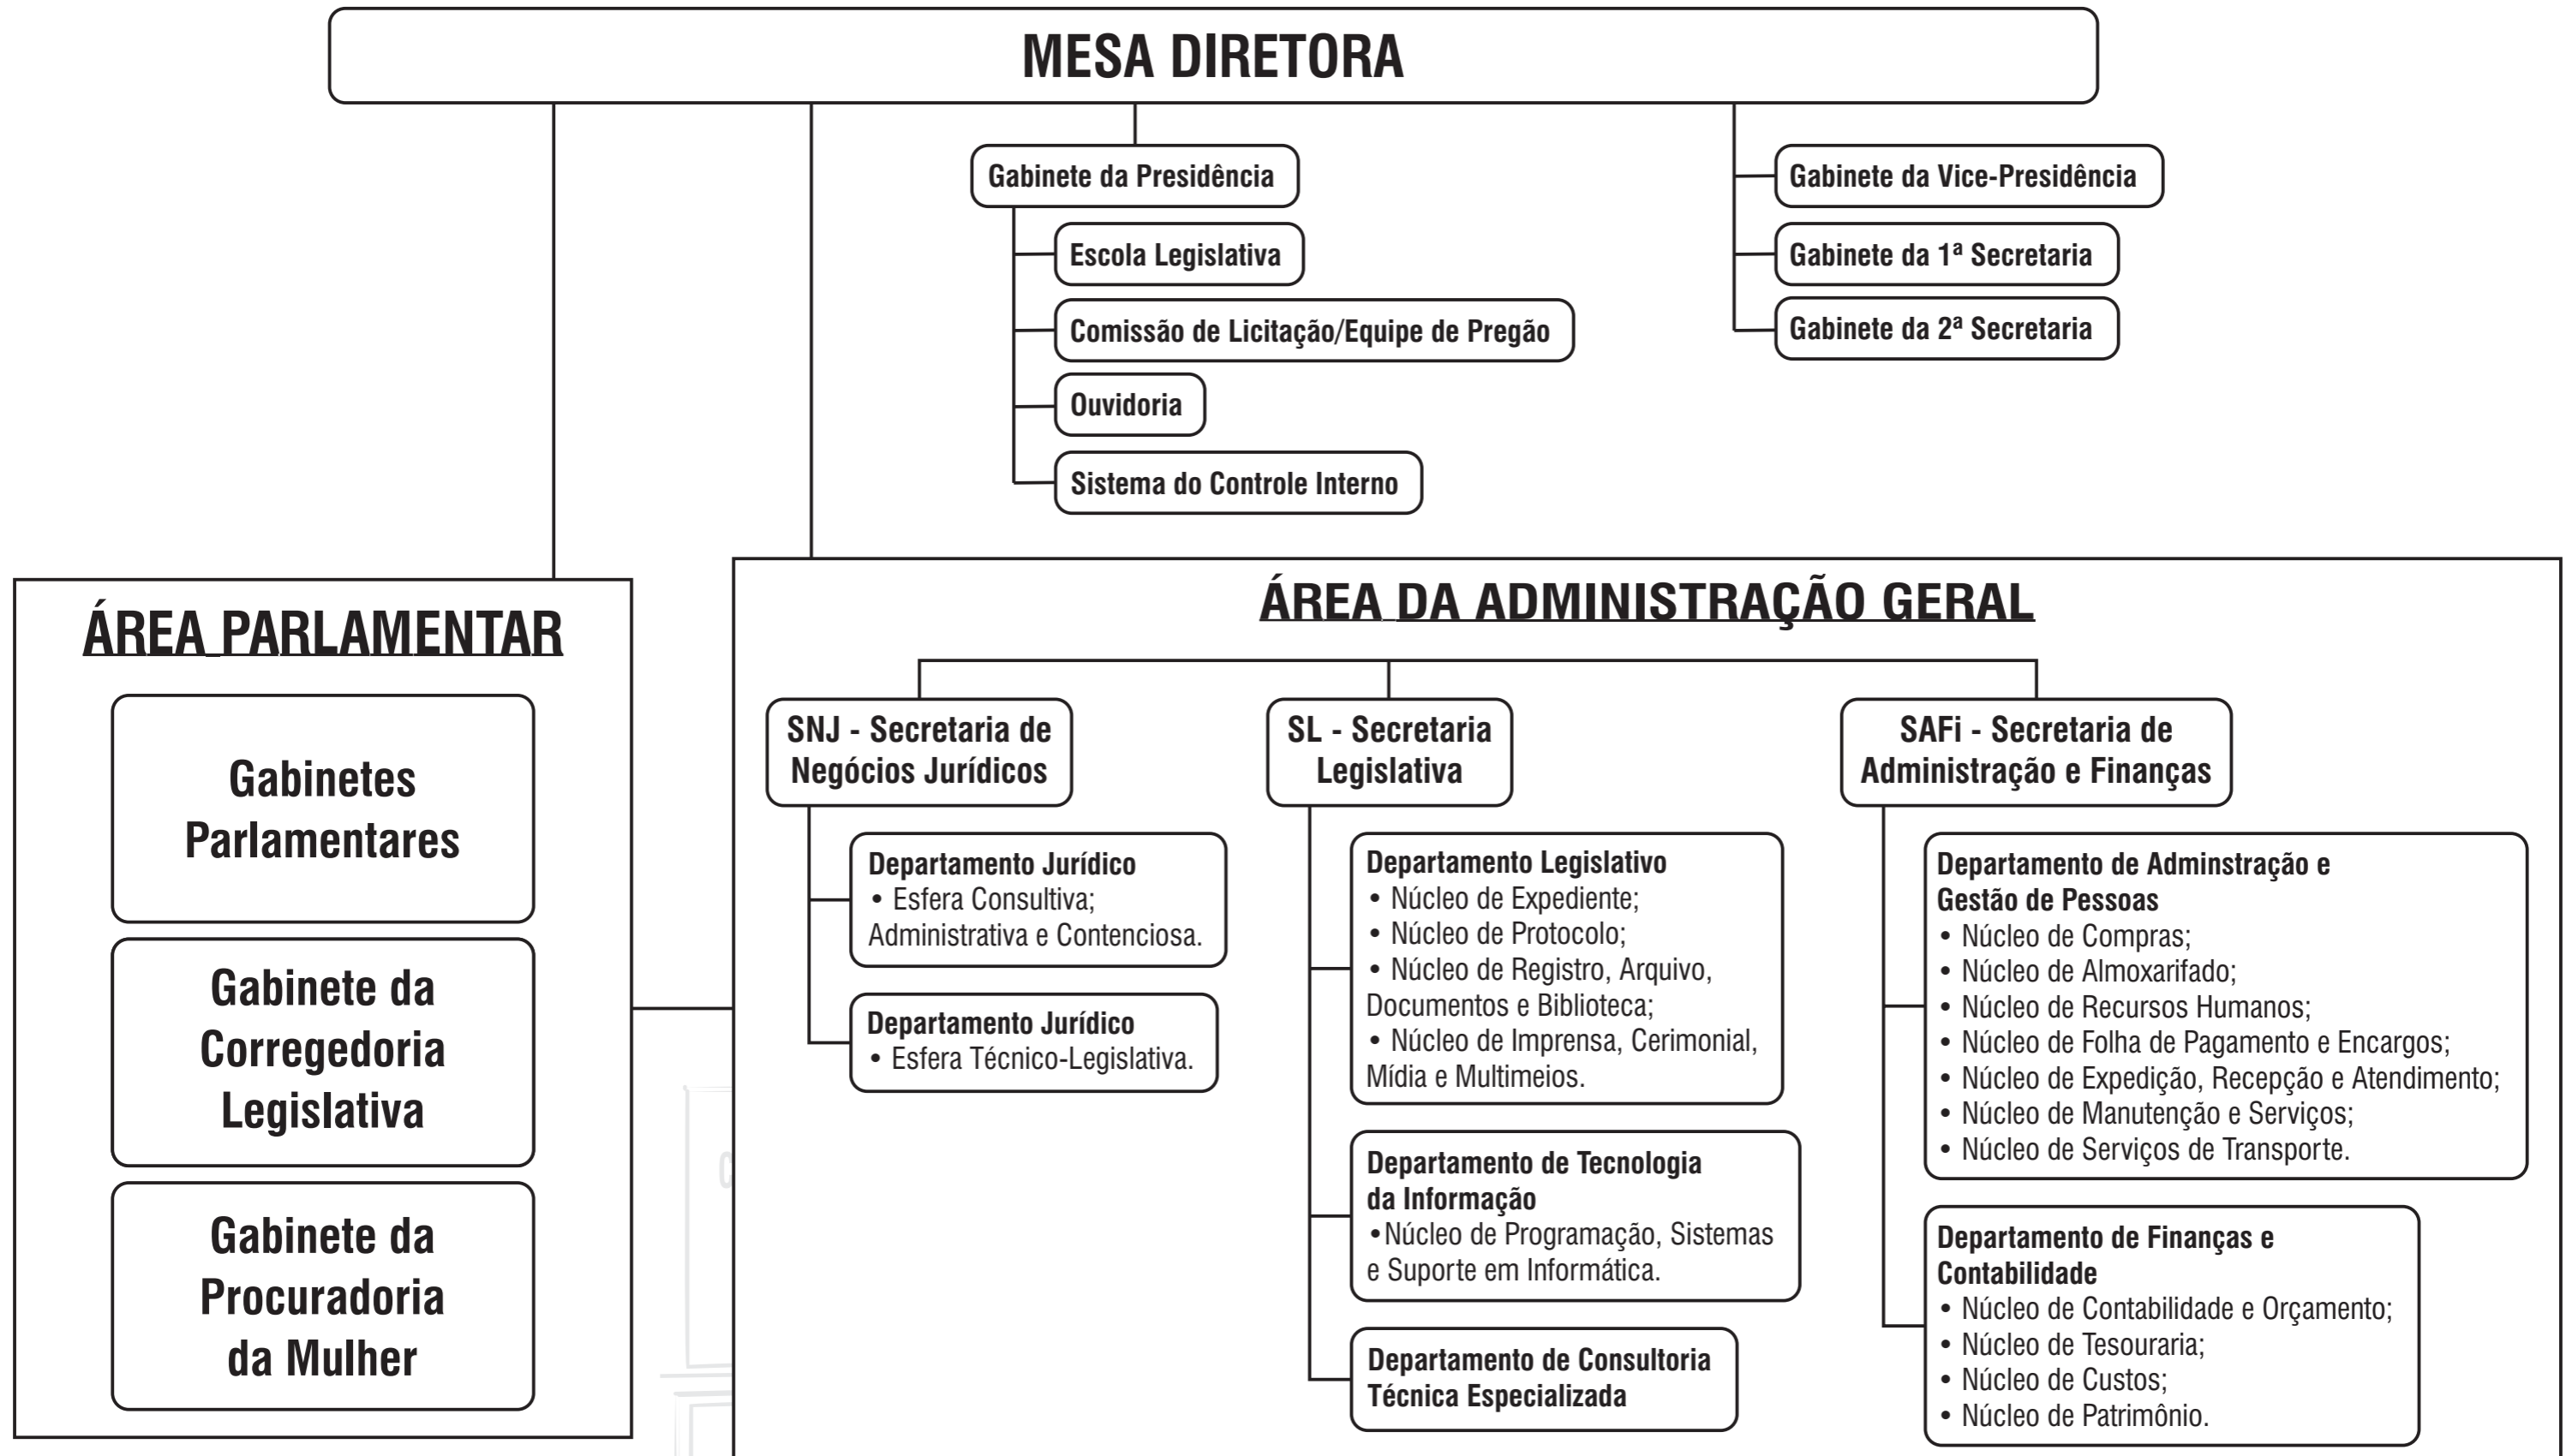 MESA DIRETORA
Gabinete da Presidência
Escola Legislativa
Comissão de Licitação/Equipe de Pregão
Ouvidoria
Sistema do Controle Interno
Gabinete da Vice-Presidência
Gabinete da 1ª Secretaria
Gabinete da 2ª Secretaria
ÁREA PARLAMENTAR
Gabinetes
Parlamentares
Gabinete da
Corregedoria
Legislativa
Gabinete da
Procuradoria
da Mulher
ÁREA DA ADMINISTRAÇÃO GERAL
SNJ - Secretaria de
Negócios Jurídicos
Departamento Jurídico
• Esfera Consultiva;
Administrativa e Contenciosa.
Departamento Jurídico
• Esfera Técnico-Legislativa.
SL - Secretaria
Legislativa
Departamento Legislativo
• Núcleo de Expediente;
• Núcleo de Protocolo;
• Núcleo de Registro, Arquivo,
Documentos e Biblioteca;
• Núcleo de Imprensa, Cerimonial,
Mídia e Multimeios.
Departamento de Tecnologia
da Informação
•Núcleo de Programação, Sistemas
e Suporte em Informática.
Departamento de Consultoria
Técnica Especializada
SAFi - Secretaria de
Administração e Finanças
Departamento de Adminstração e
Gestão de Pessoas
• Núcleo de Compras;
• Núcleo de Almoxarifado;
• Núcleo de Recursos Humanos;
• Núcleo de Folha de Pagamento e Encargos;
• Núcleo de Expedição, Recepção e Atendimento;
• Núcleo de Manutenção e Serviços;
• Núcleo de Serviços de Transporte.
Departamento de Finanças e
Contabilidade
• Núcleo de Contabilidade e Orçamento;
• Núcleo de Tesouraria;
• Núcleo de Custos;
• Núcleo de Patrimônio.